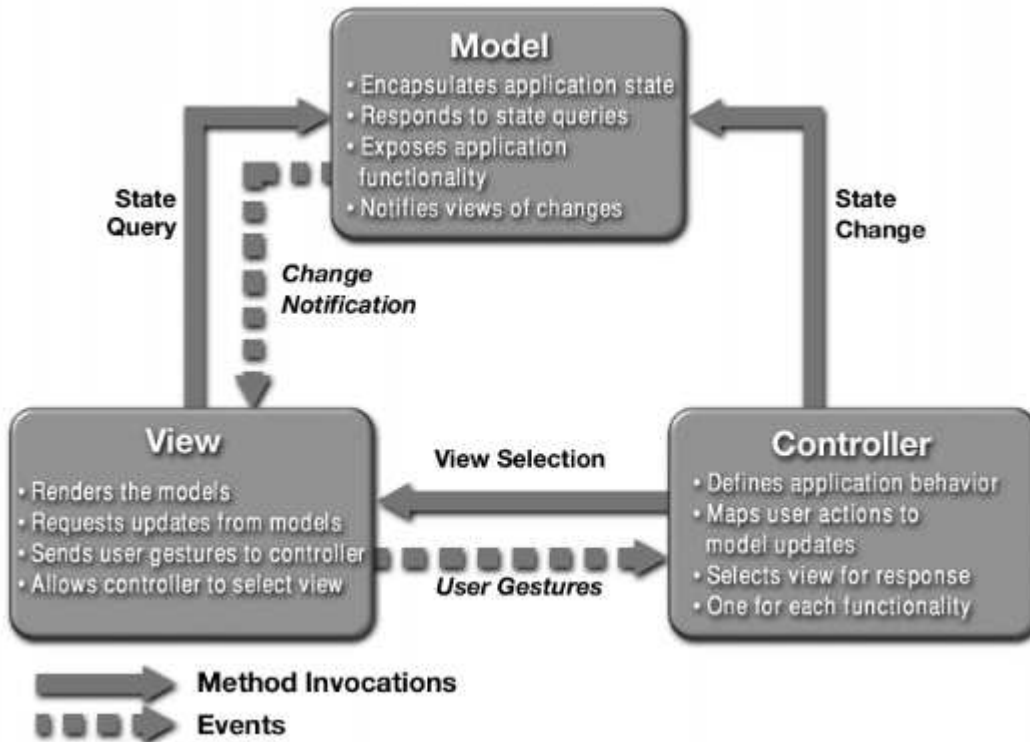 Model
• Encapsulates application state
• Responds to state queries
• Exposes application
functionality
• Notifies views of changes
State
Query
State
Change
Change
Notification
View
• Renders the models
• Requests updates from models
• Sends user gestures to controller
• Allows controller to select view
View Selection
User Gestures
Controller
• Defines application behavior
• Maps user actions to
model updates
• Selects view for response
• One for each functionality
Method Invocations
Events